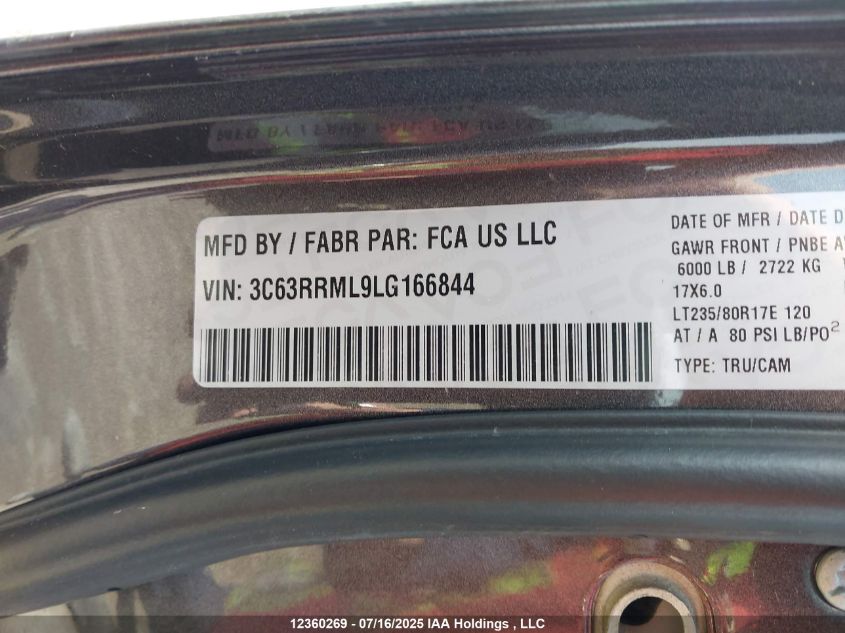 MFD BY / FABR PAR: FCA US LLC
VIN: 3C63RRML9LG166844
DATE OF MFR / DATE D
GAWR FRONT / PNBE A
6000 LB / 2722 KG
17X6.0
LT235/80R17E 120
AT / A 80 PSI LB/PO²
TYPE: TRU/CAM
12360269 - 07/16/2025 IAA Holdings , LLC